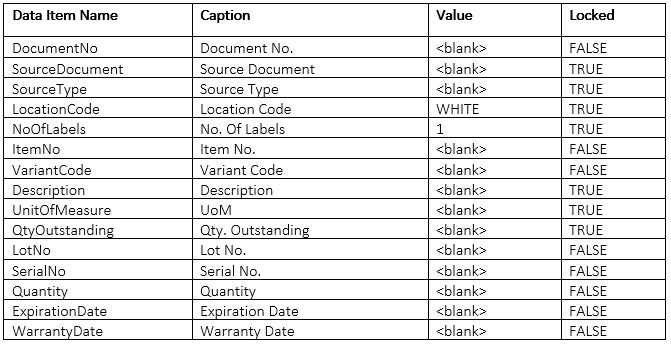 Data Item Name Caption Value Locked
DocumentNo Document No. <blank> FALSE
SourceDocument Source Document <blank> TRUE
SourceType Source Type <blank> TRUE
LocationCode Location Code WHITE TRUE
NoOfLabels No. Of Labels 1 TRUE
ItemNo Item No. <blank> FALSE
VariantCode Variant Code <blank> FALSE
Description Description <blank> TRUE
UnitOfMeasure UoM <blank> TRUE
QtyOutstanding Qty. Outstanding <blank> TRUE
LotNo Lot No. <blank> FALSE
SerialNo Serial No. <blank> FALSE
Quantity Quantity <blank> FALSE
ExpirationDate Expiration Date <blank> FALSE
WarrantyDate Warranty Date <blank> FALSE